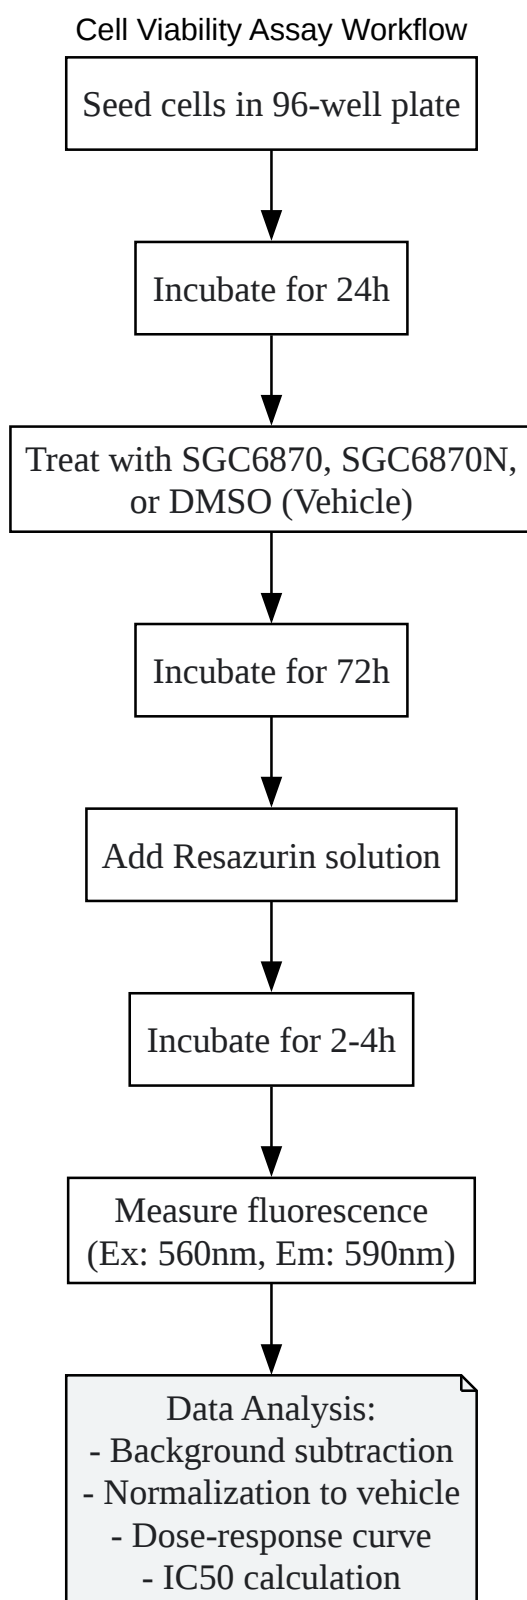 Cell Viability Assay Workflow
Seed cells in 96-well plate
Incubate for 24h
Treat with SGC6870, SGC6870N,
or DMSO (Vehicle)
Incubate for 72h
Add Resazurin solution
Incubate for 2-4h
Measure fluorescence
(Ex: 560nm, Em: 590nm)
Data Analysis:
- Background subtraction
- Normalization to vehicle
- Dose-response curve
- IC50 calculation